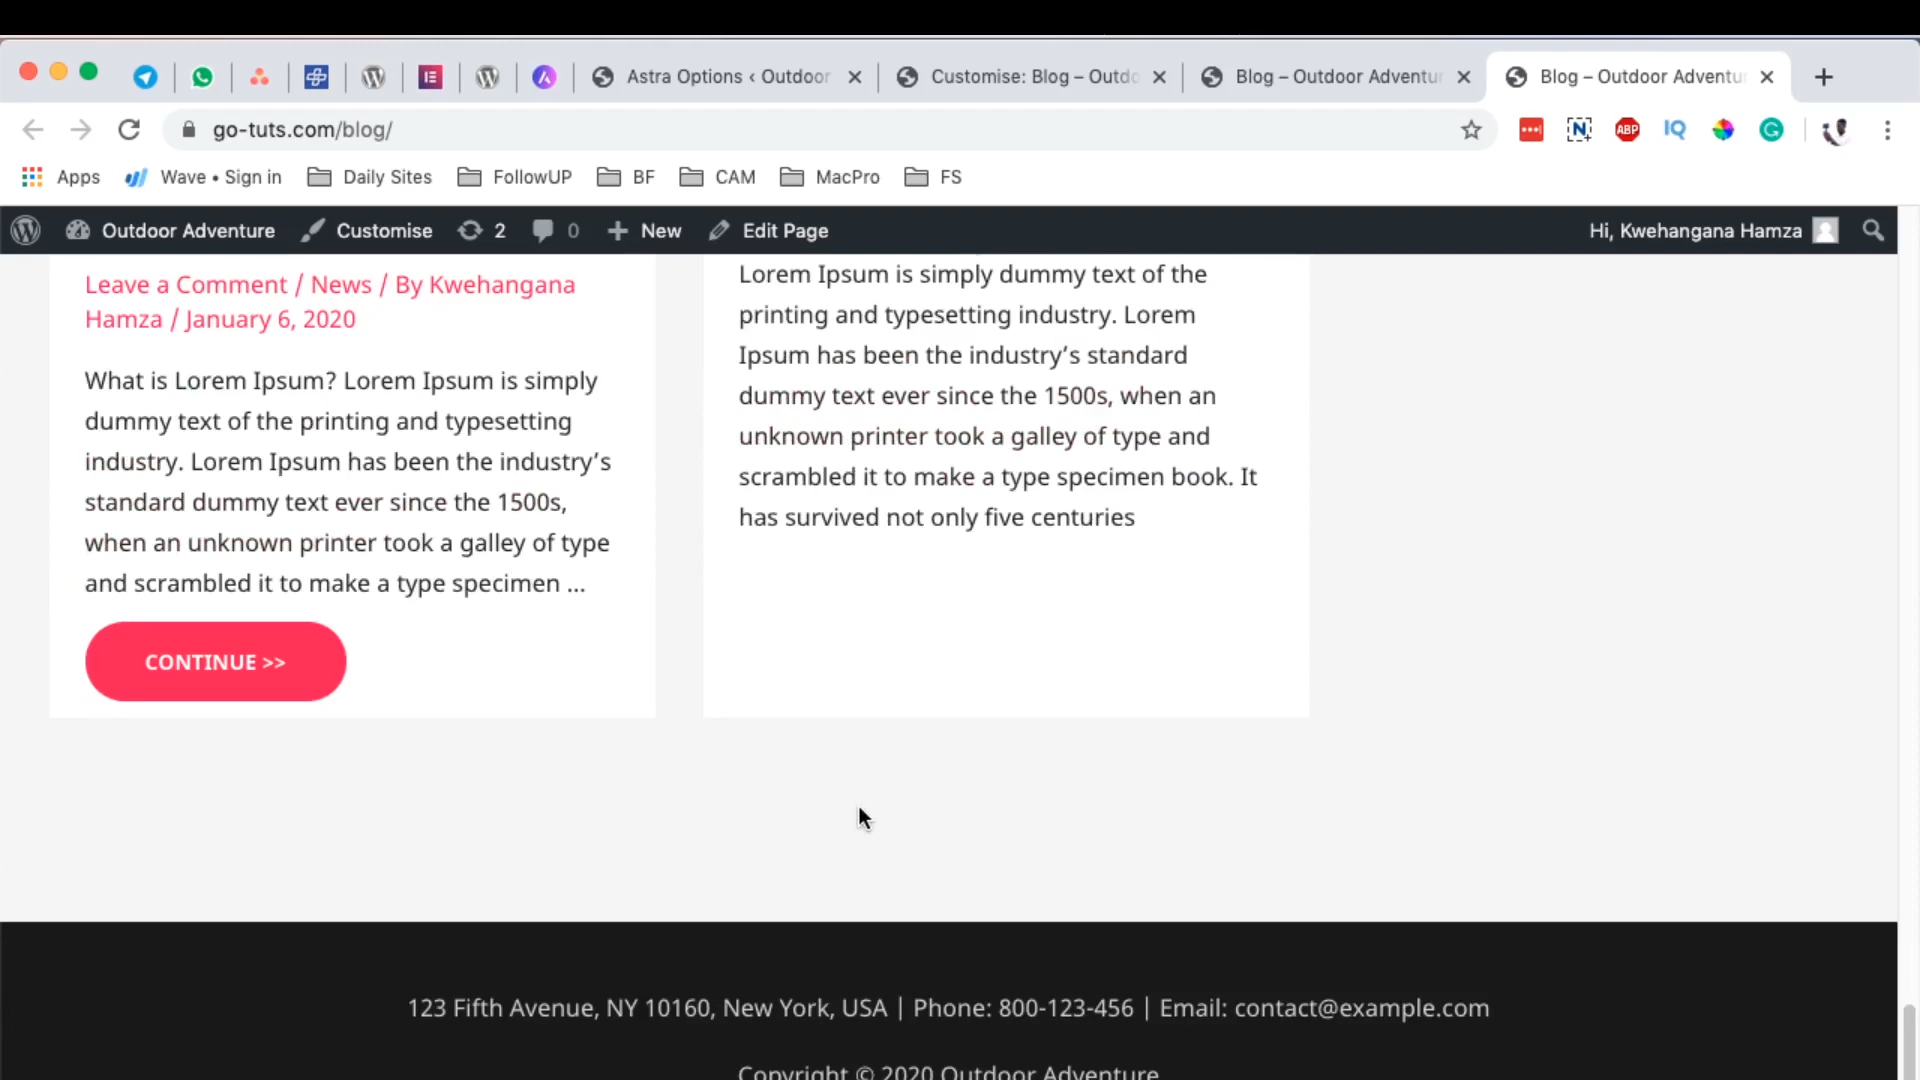 Astra Options ‹ Outdoor
Customise: Blog – Outdo
Blog – Outdoor Adventur
Blog – Outdoor Adventu
go-tuts.com/blog/
ABP
IQ
Apps
Wave • Sign in
Daily Sites
FollowUP
BF
CAM
MacPro
FS
Outdoor Adventure
Customise
2
0
New
Edit Page
Hi, Kwehangana Hamza
Leave a Comment / News / By Kwehangana
Hamza / January 6, 2020
What is Lorem Ipsum? Lorem Ipsum is simply
dummy text of the printing and typesetting
industry. Lorem Ipsum has been the industry’s
standard dummy text ever since the 1500s,
when an unknown printer took a galley of type
and scrambled it to make a type specimen …
CONTINUE >>
Lorem Ipsum is simply dummy text of the
printing and typesetting industry. Lorem
Ipsum has been the industry’s standard
dummy text ever since the 1500s, when an
unknown printer took a galley of type and
scrambled it to make a type specimen book. It
has survived not only five centuries
123 Fifth Avenue, NY 10160, New York, USA | Phone: 800-123-456 | Email: contact@example.com
Copyright © 2020 Outdoor Adventure